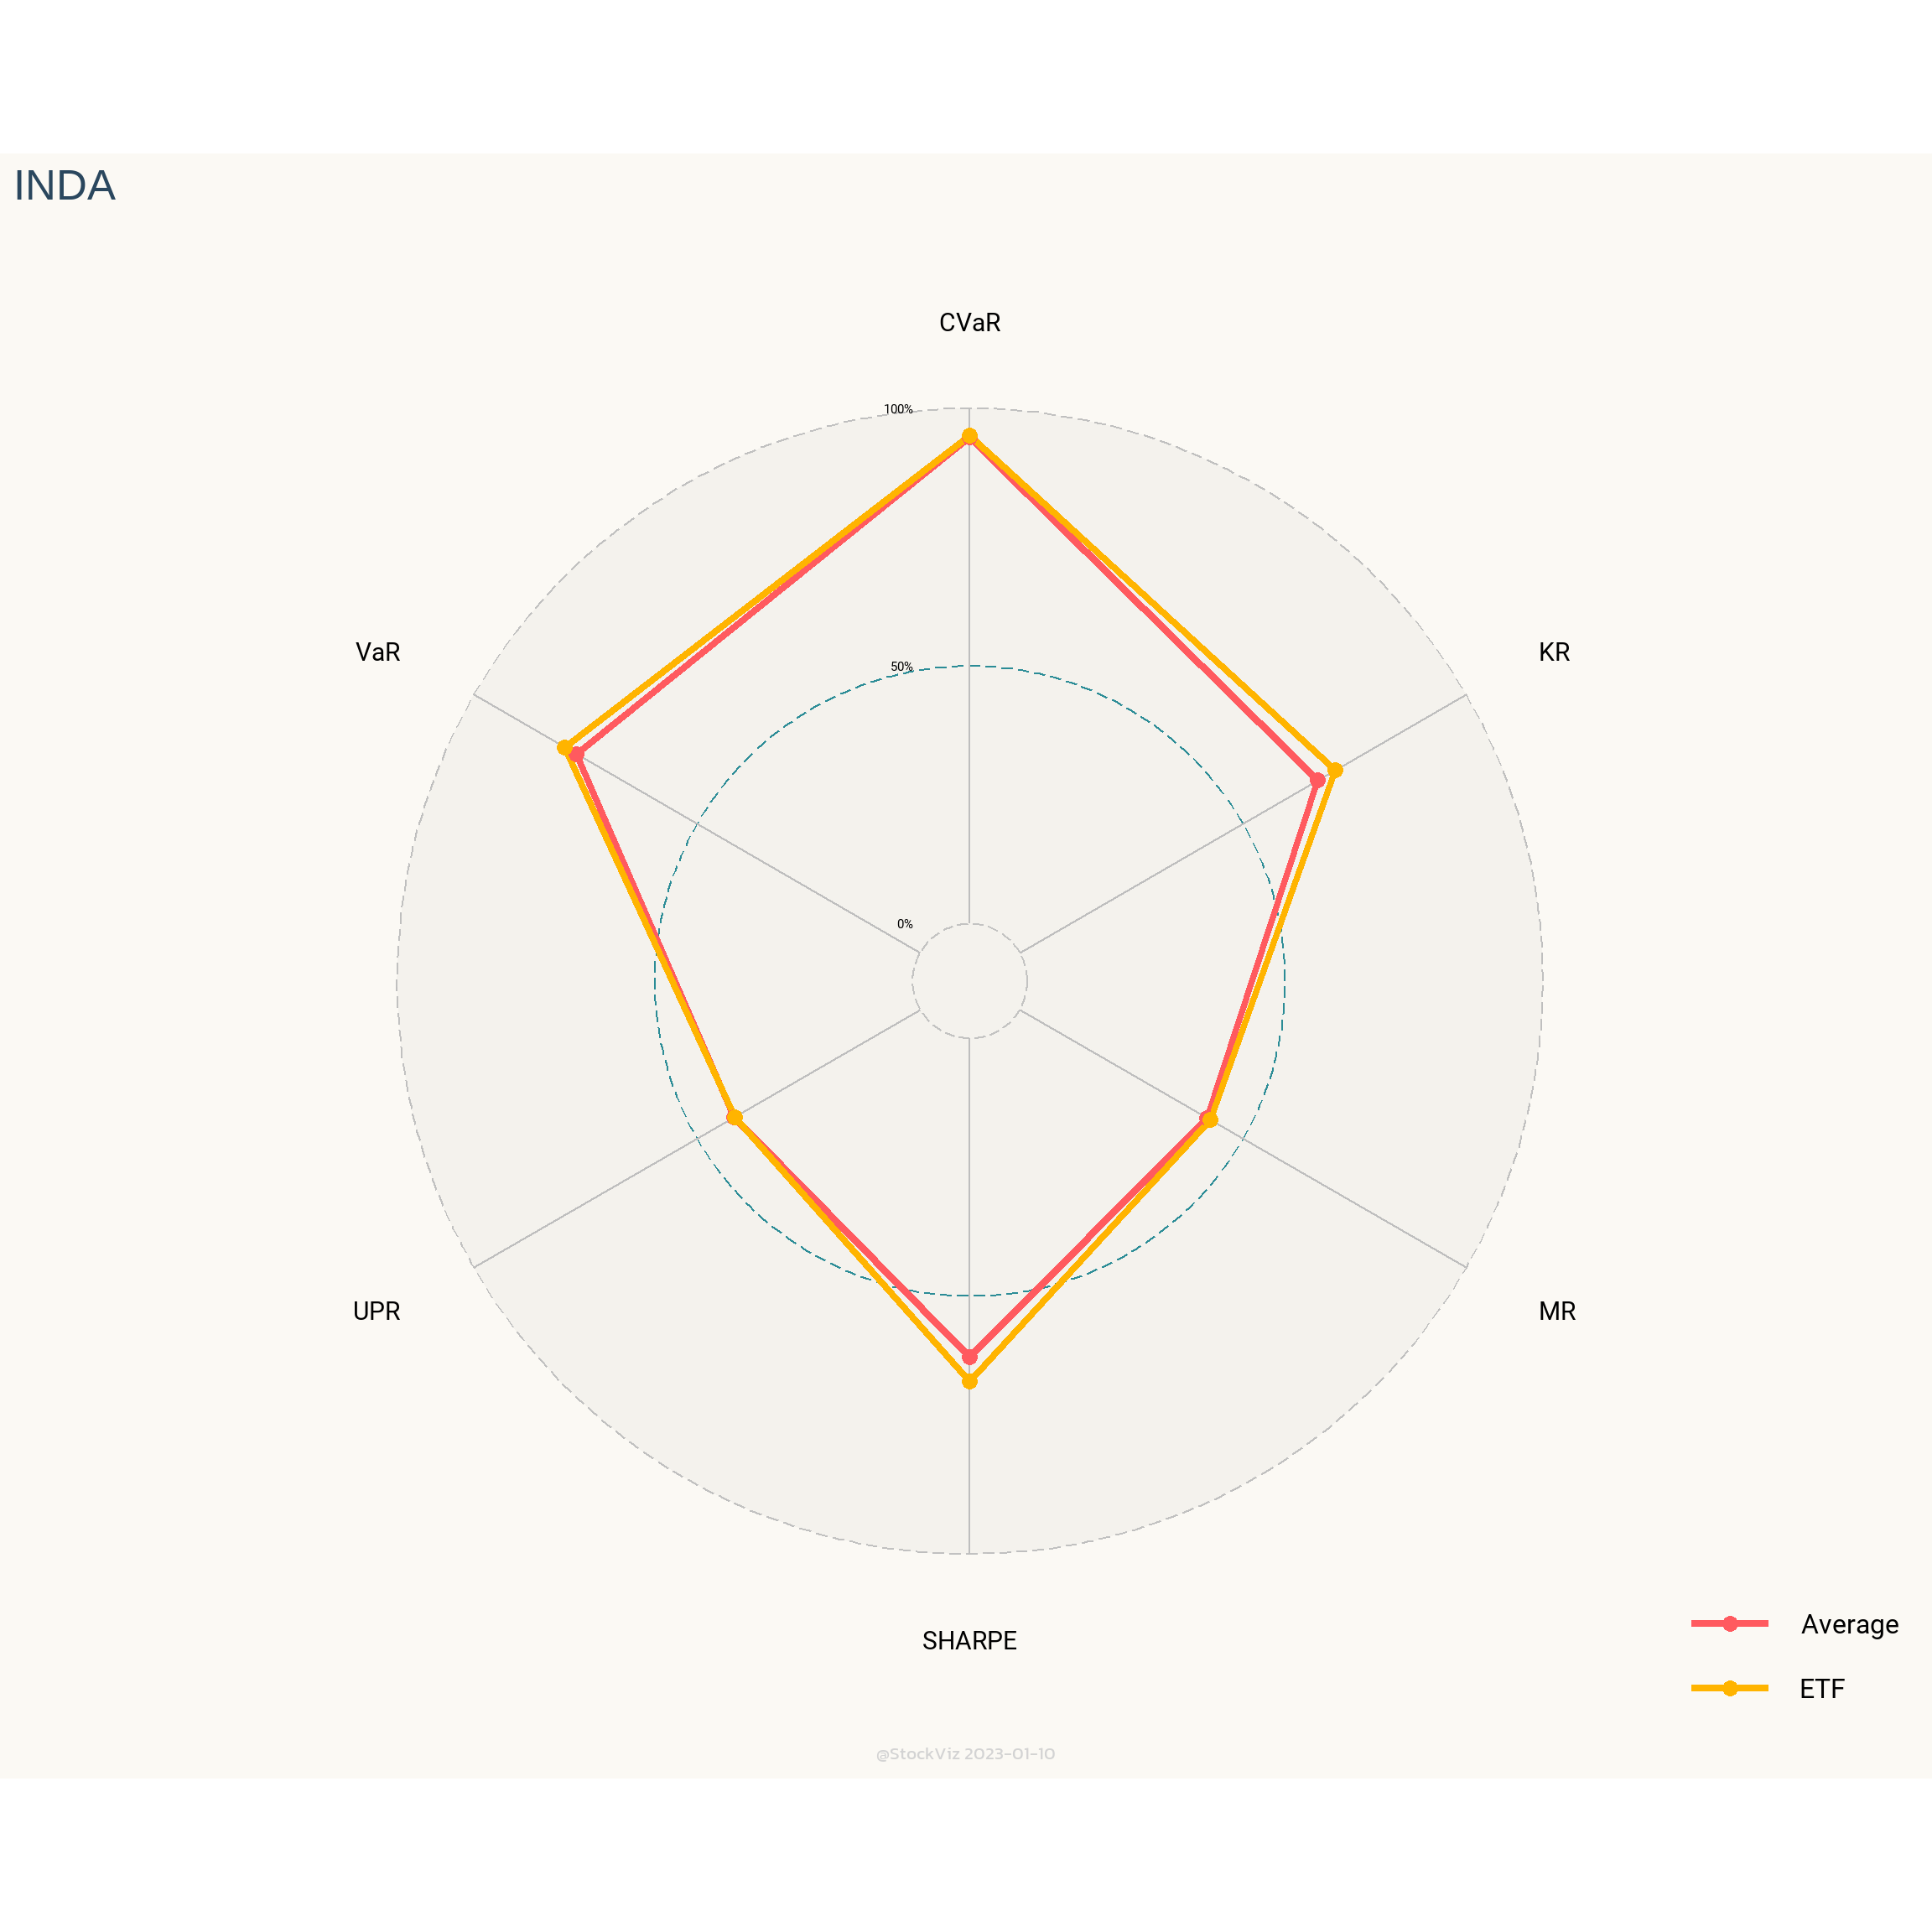 INDA
CVaR
100%
KR
VaR
50%
0%
UPR
MR
SHARPE
Average
ETF
@StockViz 2023-01-10